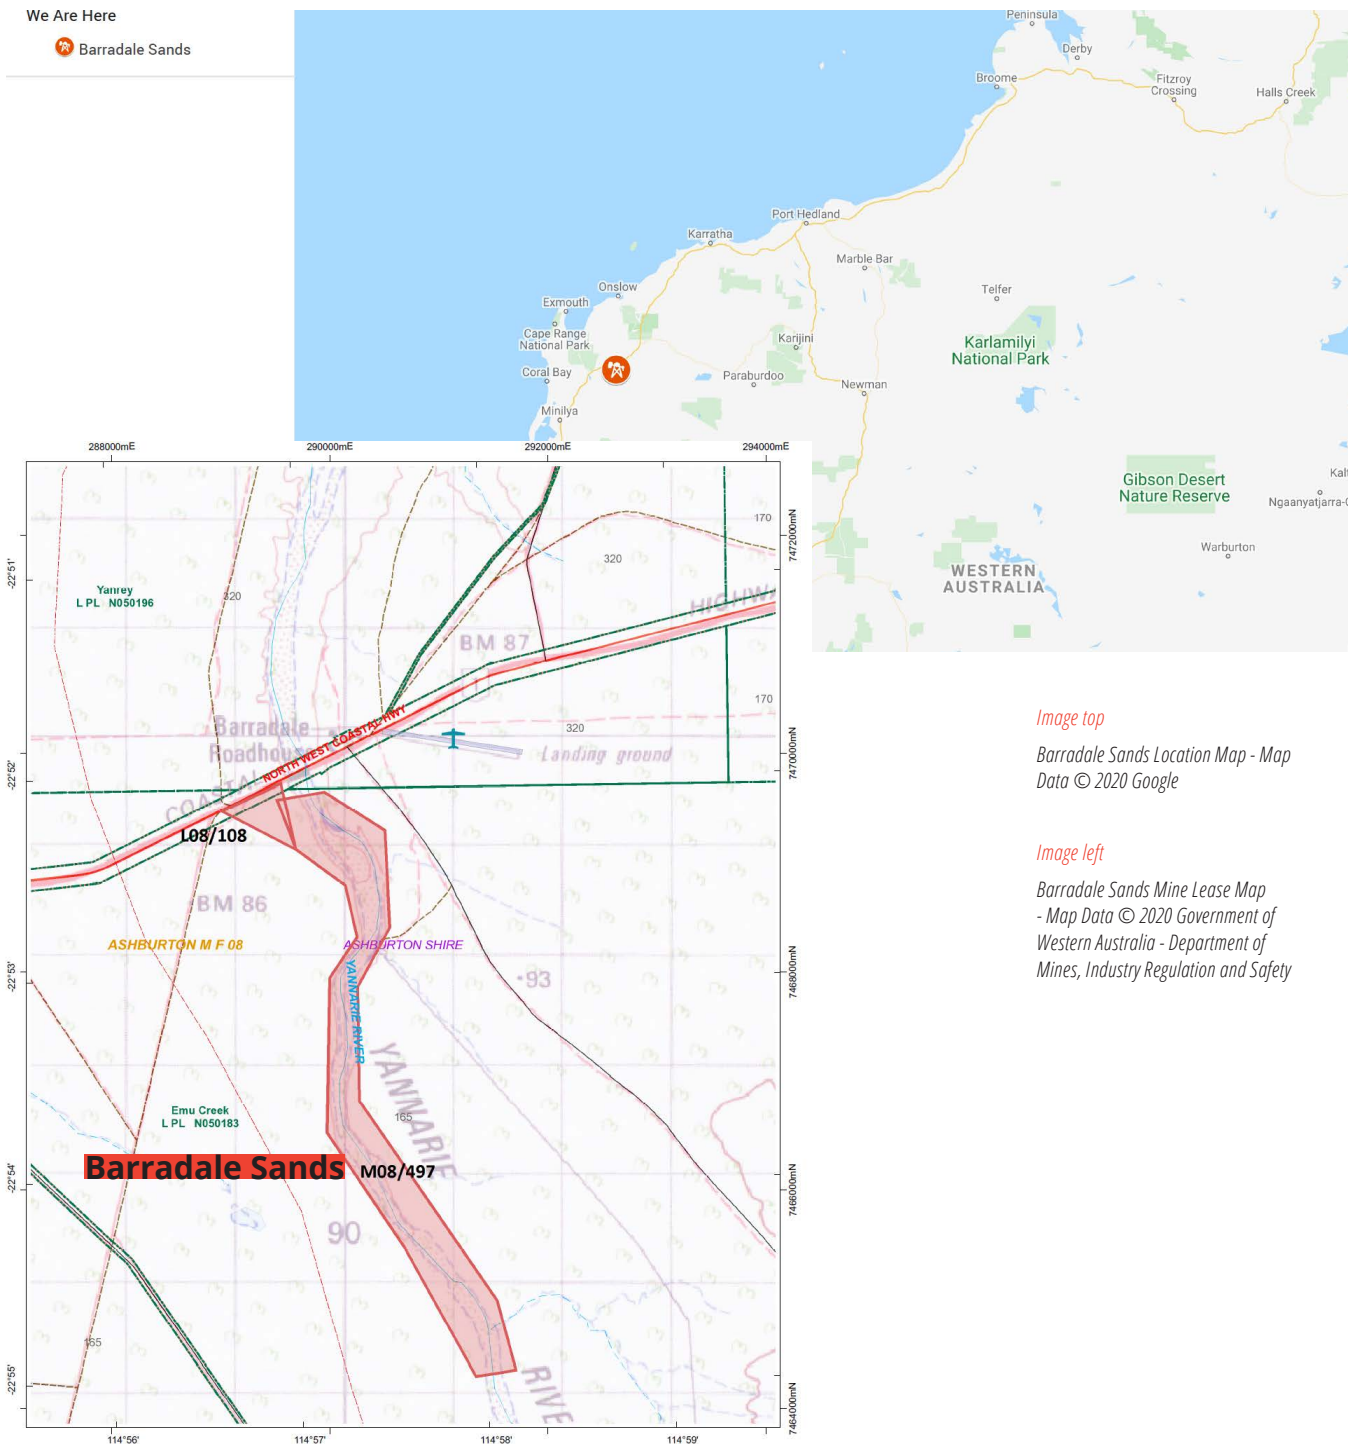 We Are Here
Barradale Sands
Peninsula
Derby
Broome
Fitzroy
Crossing
Halls Creek
Port Hedland
Karratha
Marble Bar
Telfer
Onslow
Exmouth
Cape Range
National Park
Karijini
Karlamilyi
National Park
Coral Bay
Paraburdoo
Newman
Minilya
Gibson Desert
Nature Reserve
Kalt
Ngaanyatjarra-G
Warburton
WESTERN
AUSTRALIA
288000mE
290000mE
292000mE
294000mE
170
7472000mN
320
-22°51'
Yanrey
L PL N050196
320
HIGHWA
BM 87
170
Barradale
Roadhouse
NORTH WEST COASTAL HWY
320
Landing ground
7470000mN
-22°52'
COASTAL
L08/108
BM 86
ASHBURTON M F 08
ASHBURTON SHIRE
93
-22°53'
7468000mN
YANNARIE RIVER
YANNARIE
Emu Creek
L PL N050183
165
Barradale Sands
M08/497
-22°54'
7466000mN
90
165
-22°55'
RIVE
7464000mN
114°56'
114°57'
114°58'
114°59'
Image top
Barradale Sands Location Map - Map
Data © 2020 Google
Image left
Barradale Sands Mine Lease Map
- Map Data © 2020 Government of
Western Australia - Department of
Mines, Industry Regulation and Safety